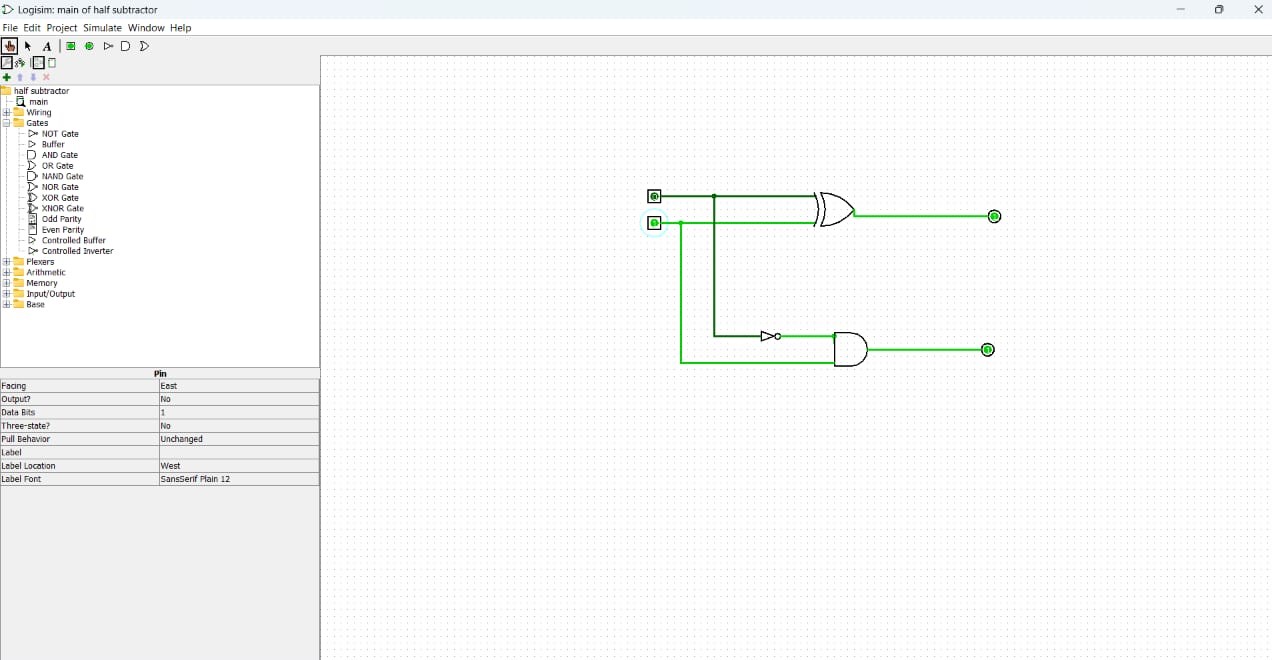 Logisim: main of half subtractor
File Edit Project Simulate Window Help
A
half subtractor
main
Wiring
Gates
NOT Gate
Buffer
AND Gate
OR Gate
NAND Gate
NOR Gate
XOR Gate
XNOR Gate
Odd Parity
Even Parity
Controlled Buffer
Controlled Inverter
Plexers
Arithmetic
Memory
Input/Output
Base
Pin
Facing East
Output? No
Data Bits 1
Three-state? No
Pull Behavior Unchanged
Label
Label Location West
Label Font SansSerif Plain 12